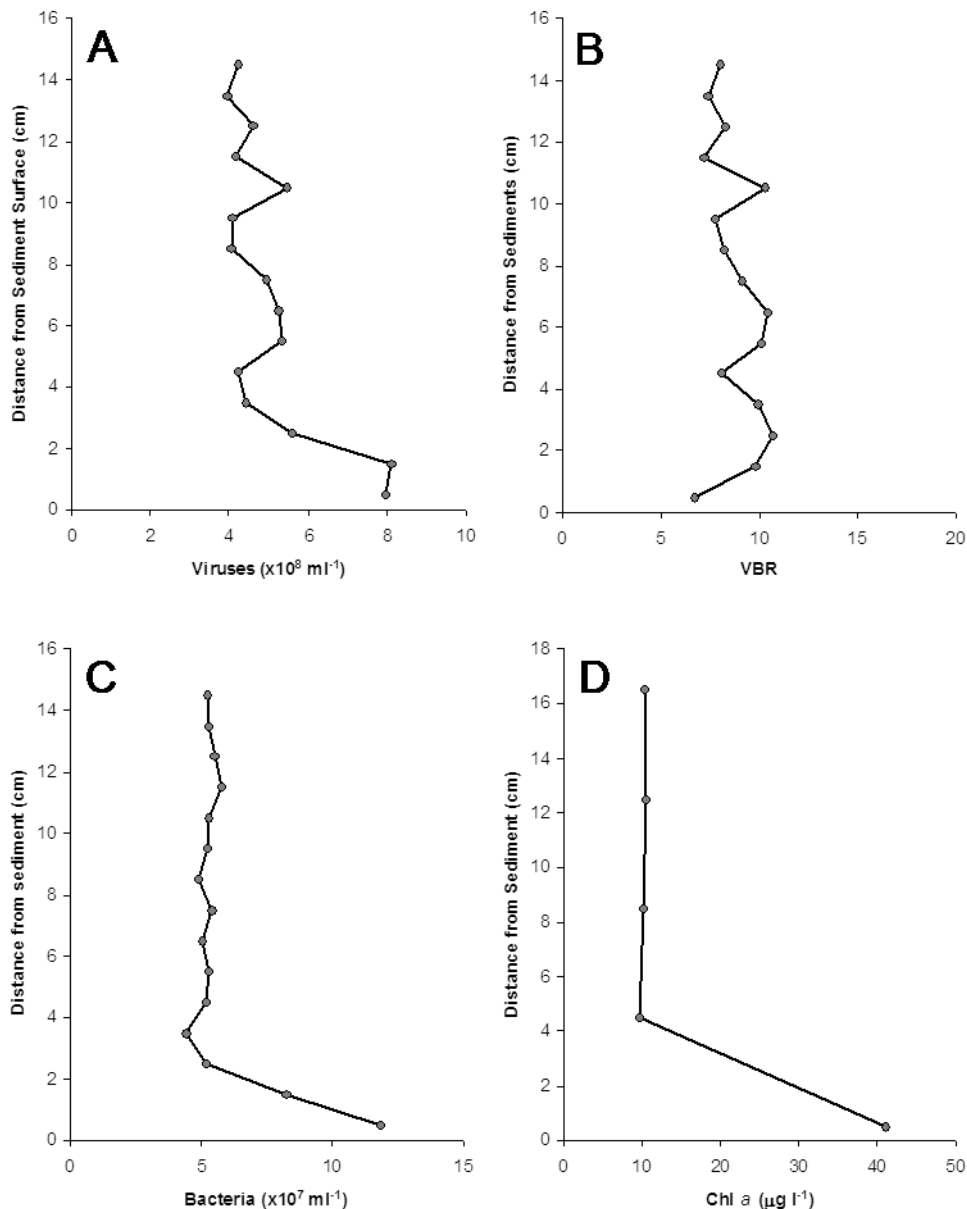 A
Distance from Sediment Surface (cm)
16
14
12
10
8
6
4
2
0
0 2 4 6 8 10
Viruses (x10⁸ ml⁻¹)
B
Distance from Sediments (cm)
16
14
12
10
8
6
4
2
0
0 5 10 15 20
VBR
C
Distance from sediment (cm)
16
14
12
10
8
6
4
2
0
0 5 10 15
Bacteria (x10⁷ ml⁻¹)
D
Distance from Sediment (cm)
18
16
14
12
10
8
6
4
2
0
0 10 20 30 40 50
Chl a (µg l⁻¹)